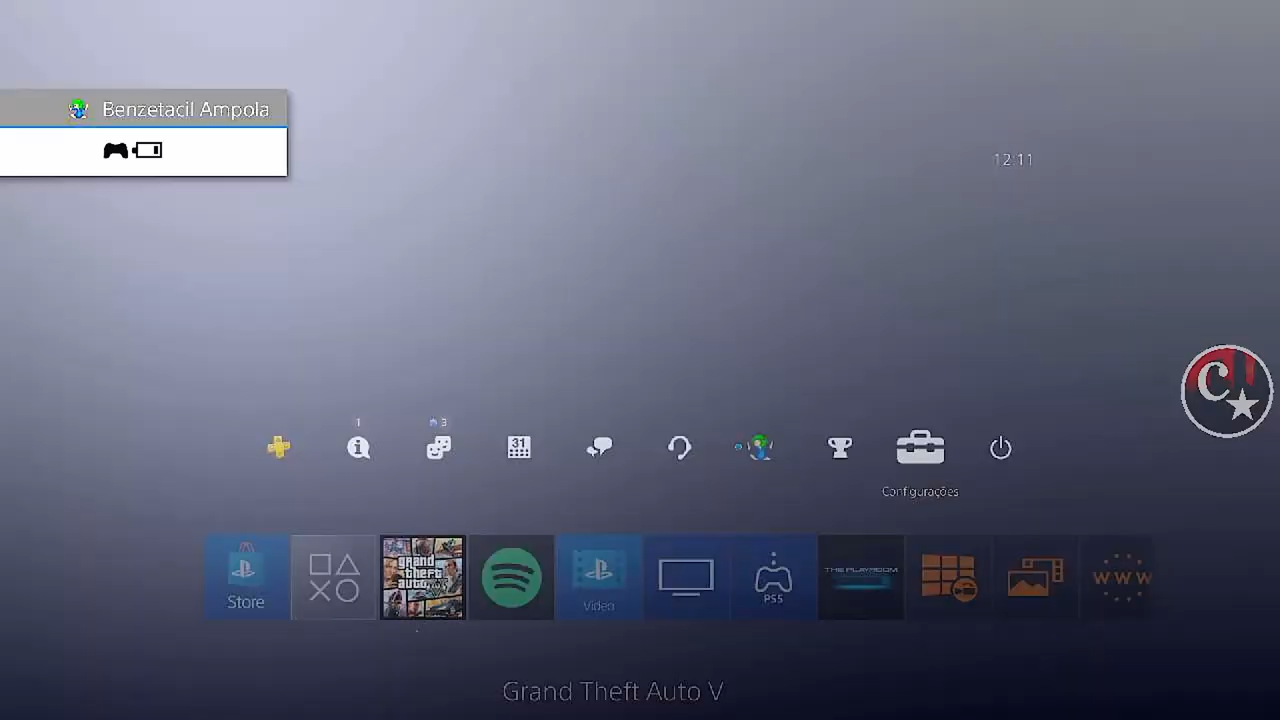 Benzetacil Ampola
12:11
1
3
31
Configurações
Store
grand
theft
auto
V
Video
PS5
THE PLAYROOM
WWW
Grand Theft Auto V
C